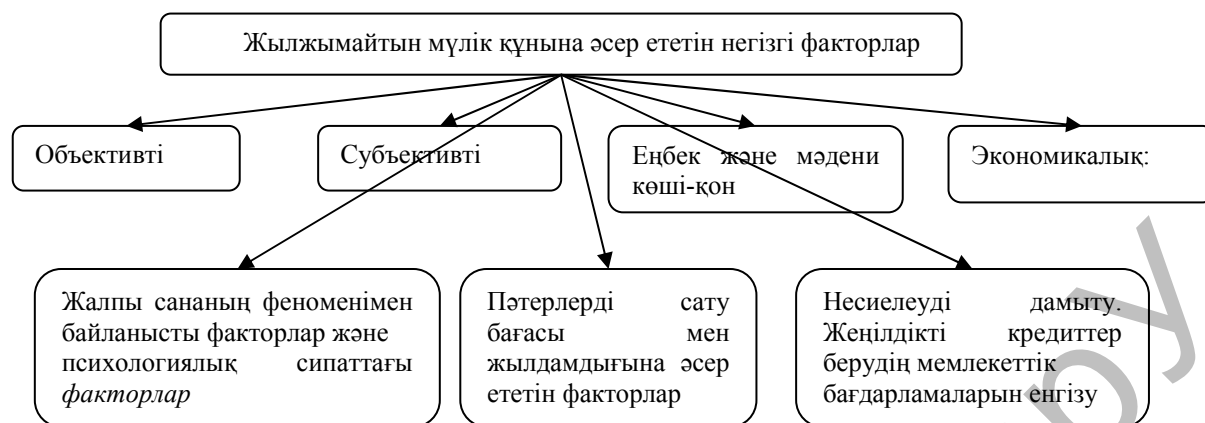 Жылжымайтын мүлік құнына әсер ететін негізгі факторлар
Объективті
Субъективті
Еңбек және мәдени
көші-қон
Экономикалық:
Жалпы сананың феноменімен
байланысты факторлар және
психологиялық сипаттағы
факторлар
Пәтерлерді сату
бағасы мен
жылдамдығына әсер
ететін факторлар
Несиелеуді дамыту.
Жеңілдікті кредиттер
берудің мемлекеттік
бағдарламаларын енгізу
ру